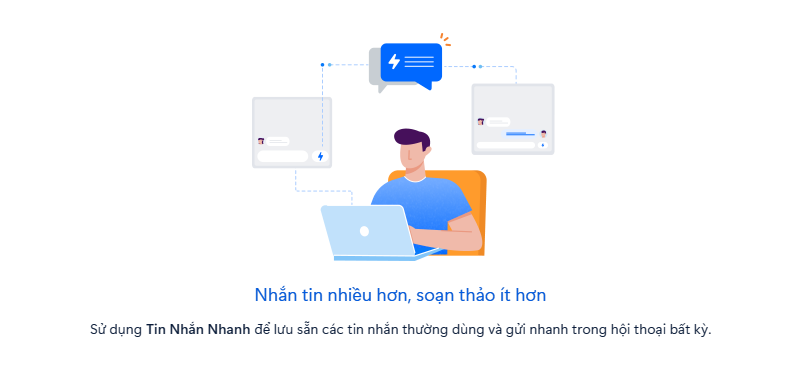 Nhắn tin nhiều hơn, soạn thảo ít hơn
Sử dụng Tin Nhắn Nhanh để lưu sẵn các tin nhắn thường dùng và gửi nhanh trong hội thoại bất kỳ.